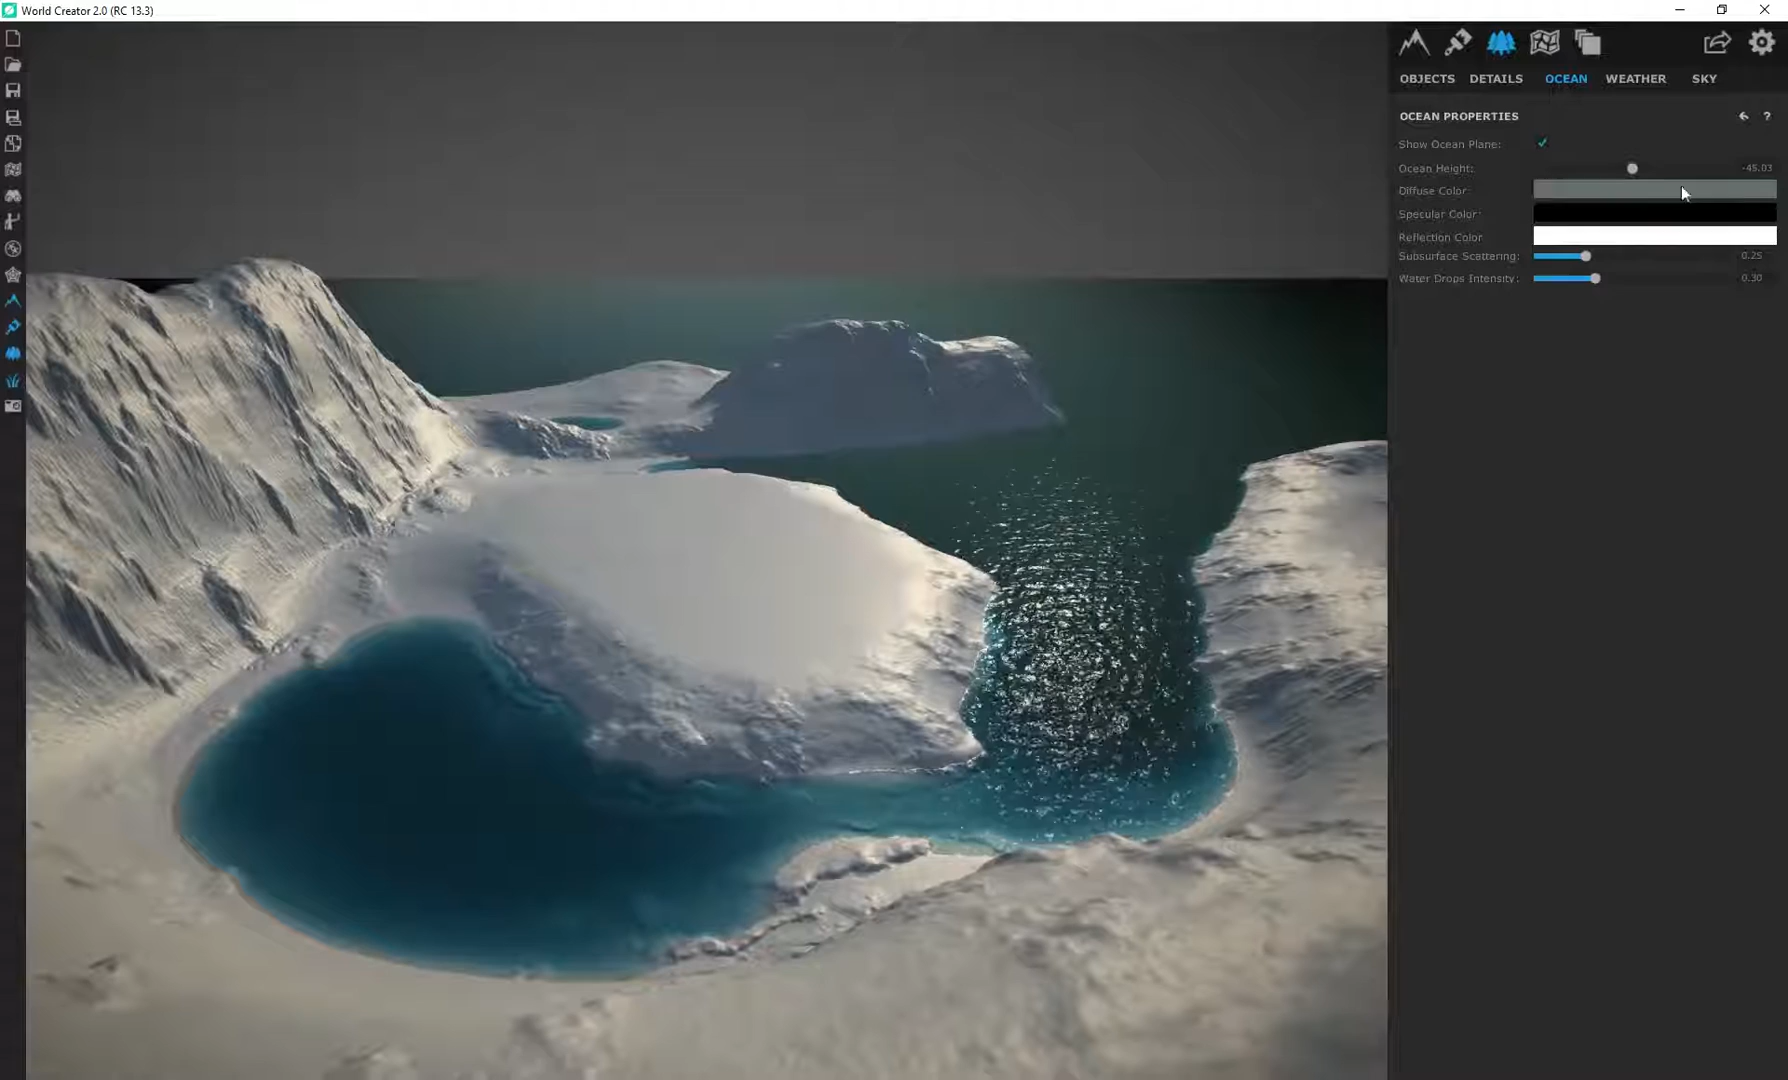 World Creator 2.0 (RC 13.3)
OBJECTS DETAILS OCEAN WEATHER SKY
OCEAN PROPERTIES ?
Show Ocean Plane:
Ocean Height: -45.03
Diffuse Color:
Specular Color:
Reflection Color
Subsurface Scattering: 0.25
Water Drops Intensity: 0.30